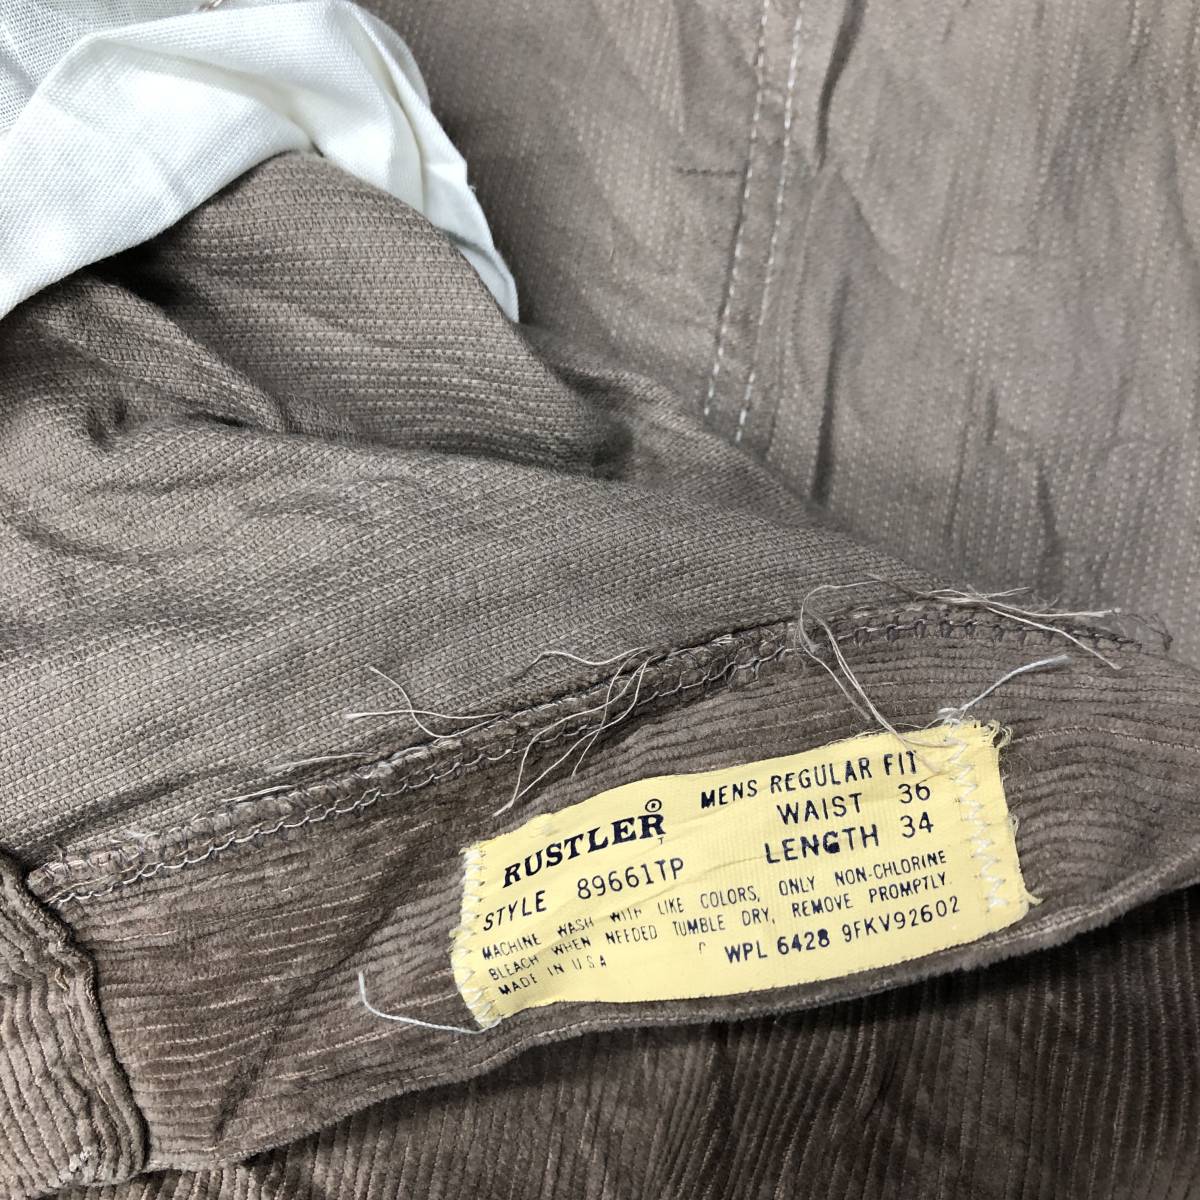 RUSTLER®
MENS REGULAR FIT
WAIST 36
STYLE 89661TP
LENGTH 34
MACHINE WASH WITH LIKE COLORS, ONLY NON-CHLORINE
BLEACH WHEN NEEDED TUMBLE DRY, REMOVE PROMPTLY.
MADE IN U.S.A
WPL 6428 9FKV92602